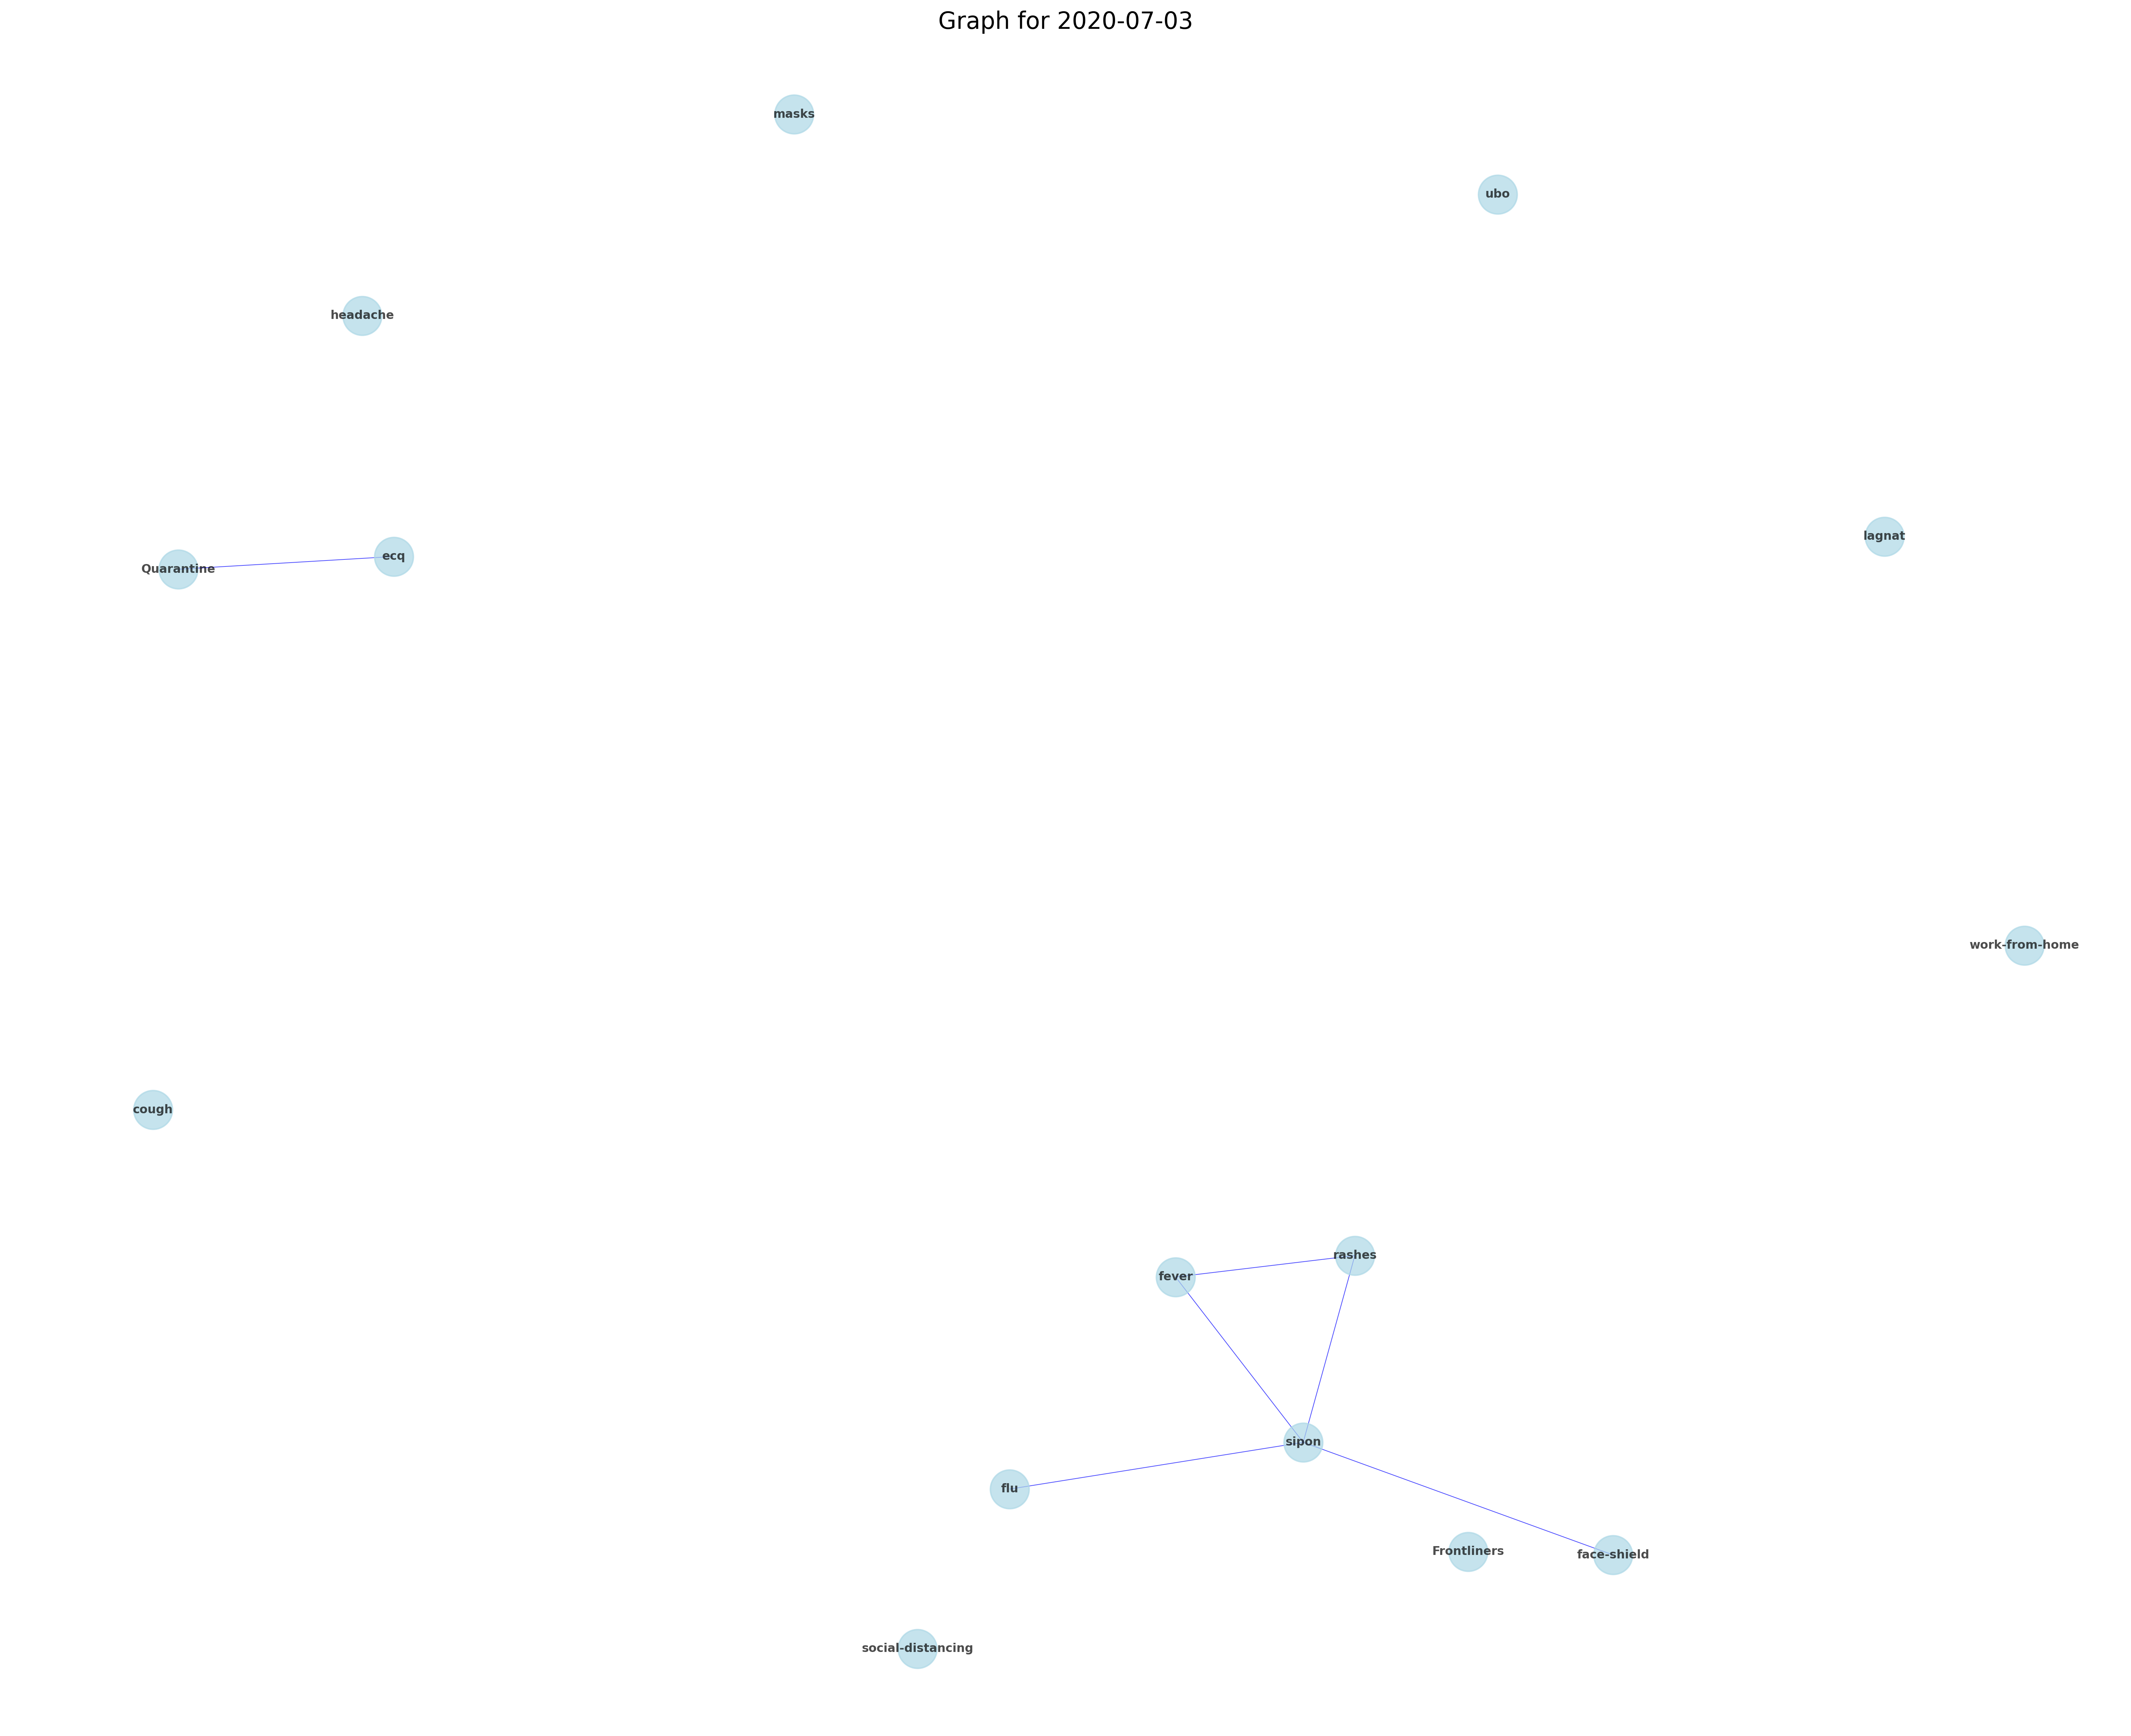 Graph for 2020-07-03
masks
ubo
headache
lagnat
ecq
Quarantine
work-from-home
cough
rashes
fever
sipon
flu
Frontliners
face-shield
social-distancing